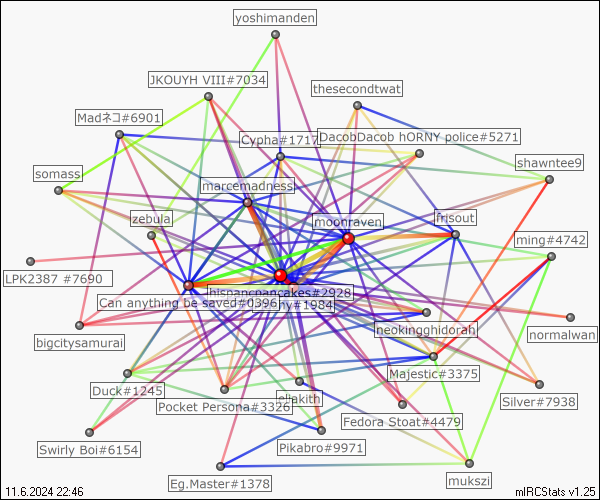 yoshimanden
JKOUYH VIII#7034
thesecondtwat
Madネコ#6901
Cypha#1717
DacobDacob hORNY police#5271
shawntee9
somass
marcemadness
zebula
moonraven
frisout
ming#4742
LPK2387 #7690
hispanepancakes#2928
Can anything be saved#0396
hy#1984
neokingghidorah
bigcitysamurai
normalwan
Majestic#3375
Duck#1245
ellakith
Silver#7938
Pocket Persona#3326
Fedora Stoat#4479
Swirly Boi#6154
Pikabro#9971
Eg.Master#1378
mukszi
11.6.2024 22:46
mIRCStats v1.25